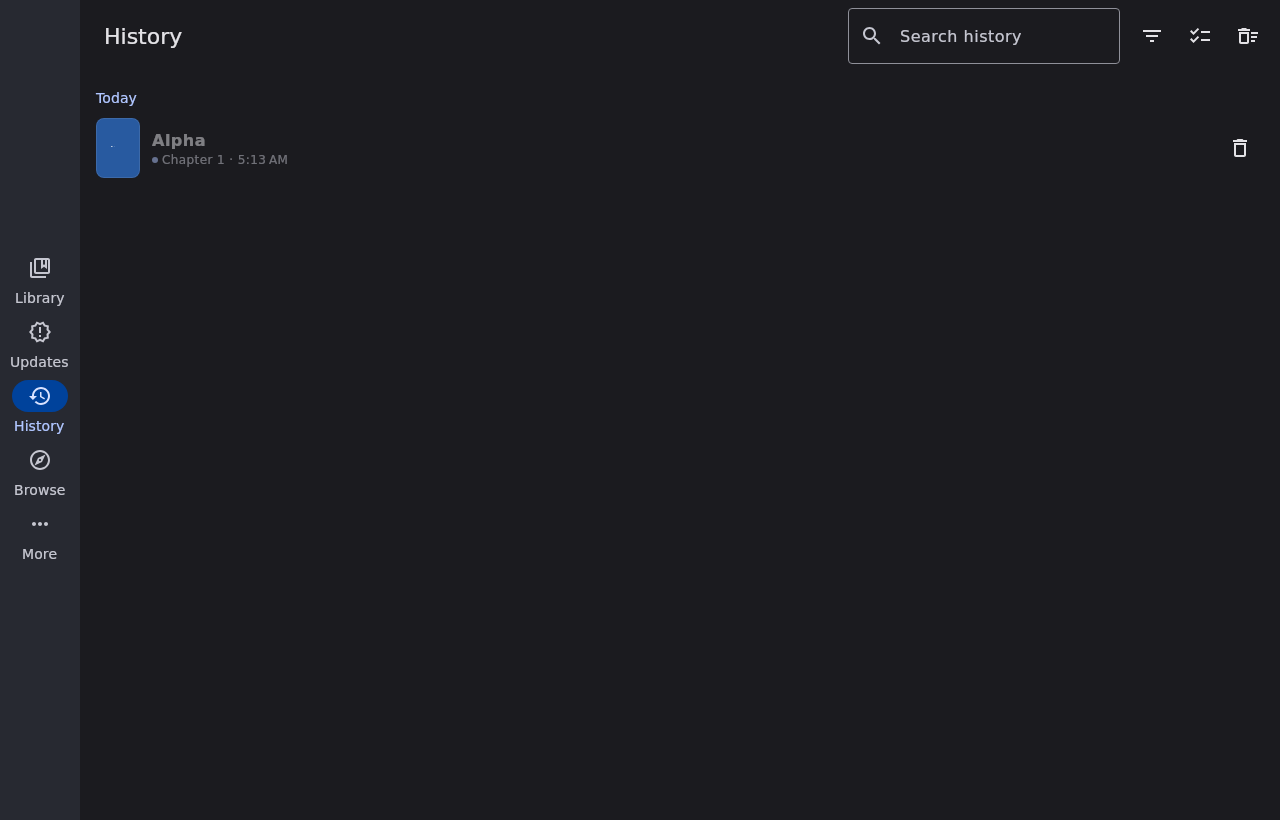 History
Search history
Today
Alpha
Chapter 1 · 5:13 AM
Library
Updates
History
Browse
More